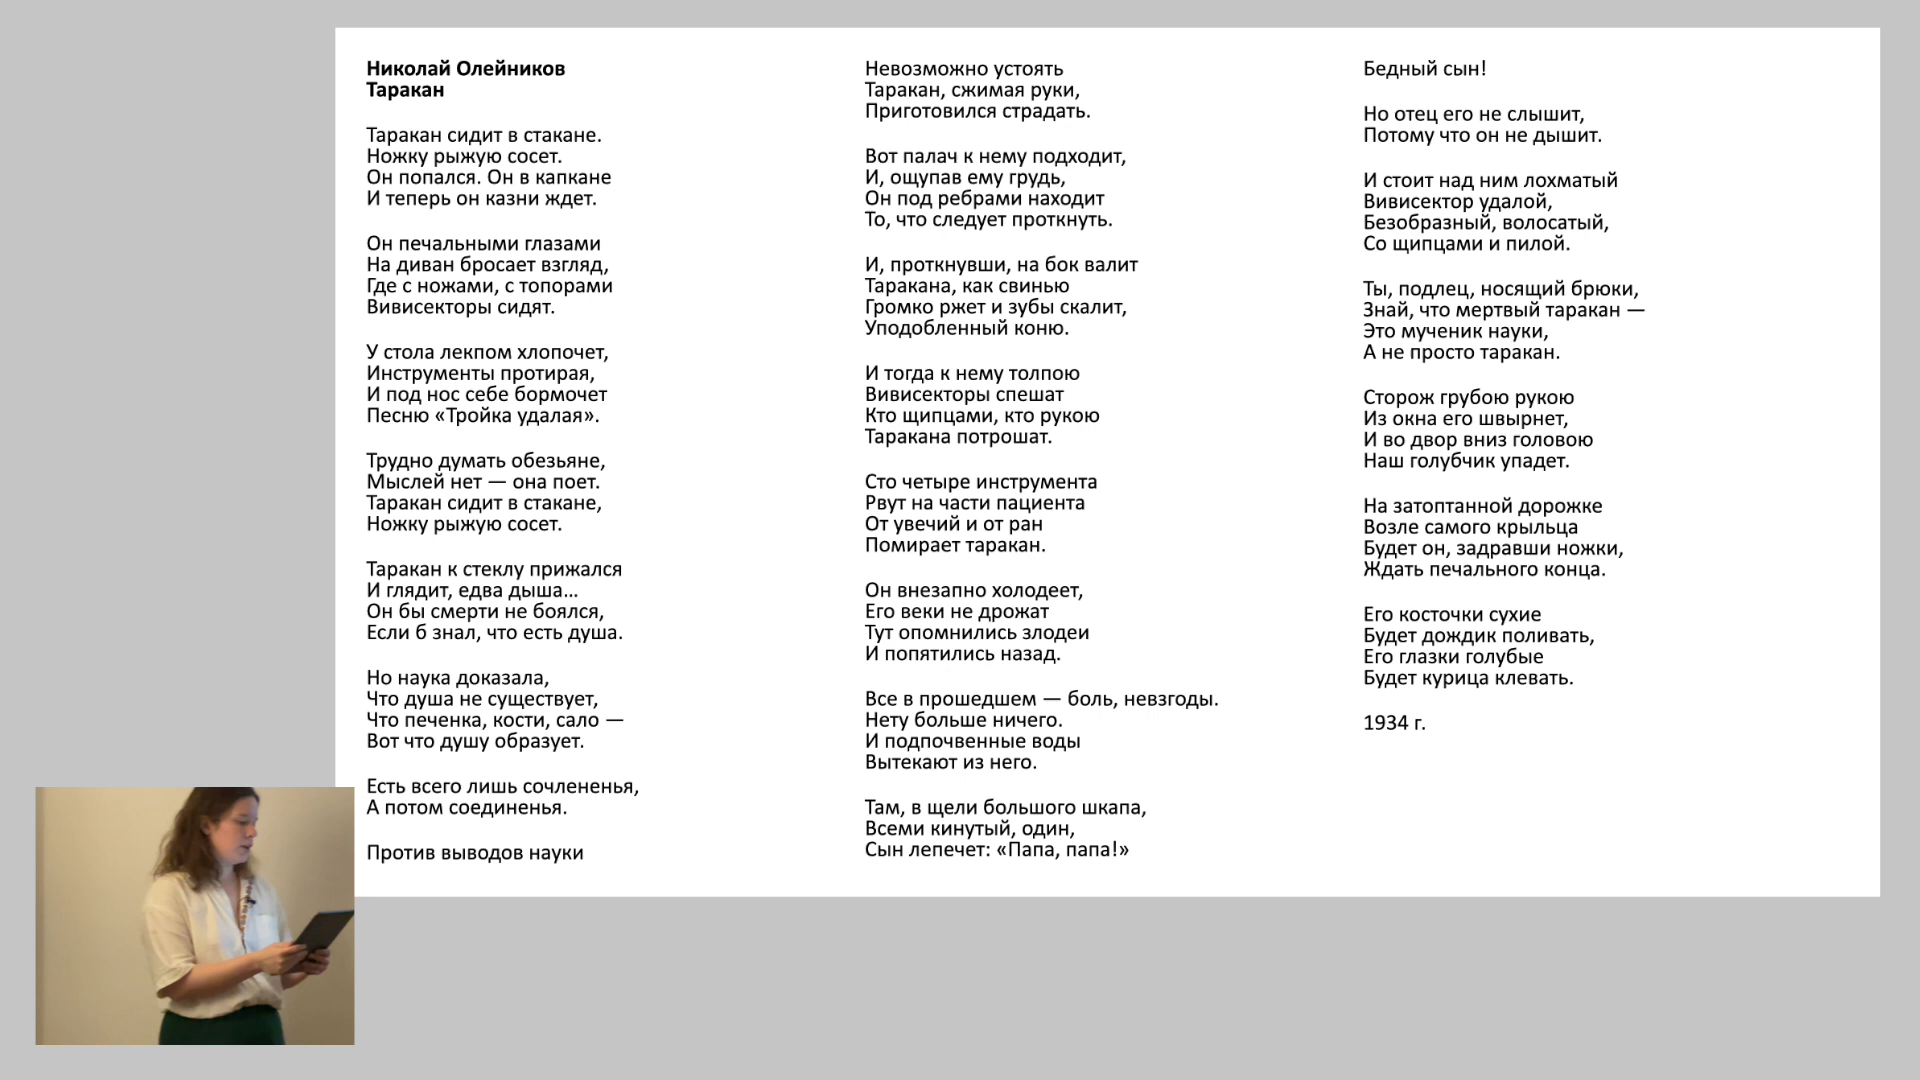 Николай Олейников
Таракан
Таракан сидит в стакане.
Ножку рыжую сосет.
Он попался. Он в капкане
И теперь он казни ждет.
Он печальными глазами
На диван бросает взгляд,
Где с ножами, с топорами
Вивисекторы сидят.
У стола лекпом хлопочет,
Инструменты протирая,
И под нос себе бормочет
Песню «Тройка удалая».
Трудно думать обезьяне,
Мыслей нет — она поет.
Таракан сидит в стакане,
Ножку рыжую сосет.
Таракан к стеклу прижался
И глядит, едва дыша…
Он бы смерти не боялся,
Если б знал, что есть душа.
Но наука доказала,
Что душа не существует,
Что печенка, кости, сало —
Вот что душу образует.
Есть всего лишь сочлененья,
А потом соединенья.
Против выводов науки
Невозможно устоять
Таракан, сжимая руки,
Приготовился страдать.
Вот палач к нему подходит,
И, ощупав ему грудь,
Он под ребрами находит
То, что следует проткнуть.
И, проткнувши, на бок валит
Таракана, как свинью
Громко ржет и зубы скалит,
Уподобленный коню.
И тогда к нему толпою
Вивисекторы спешат
Кто щипцами, кто рукою
Таракана потрошат.
Сто четыре инструмента
Рвут на части пациента
От увечий и от ран
Помирает таракан.
Он внезапно холодеет,
Его веки не дрожат
Тут опомнились злодеи
И попятились назад.
Все в прошедшем — боль, невзгоды.
Нету больше ничего.
И подпочвенные воды
Вытекают из него.
Там, в щели большого шкапа,
Всеми кинутый, один,
Сын лепечет: «Папа, папа!»
Бедный сын!
Но отец его не слышит,
Потому что он не дышит.
И стоит над ним лохматый
Вивисектор удалой,
Безобразный, волосатый,
Со щипцами и пилой.
Ты, подлец, носящий брюки,
Знай, что мертвый таракан —
Это мученик науки,
А не просто таракан.
Сторож грубою рукою
Из окна его швырнет,
И во двор вниз головою
Наш голубчик упадет.
На затоптанной дорожке
Возле самого крыльца
Будет он, задравши ножки,
Ждать печального конца.
Его косточки сухие
Будет дождик поливать,
Его глазки голубые
Будет курица клевать.
1934 г.